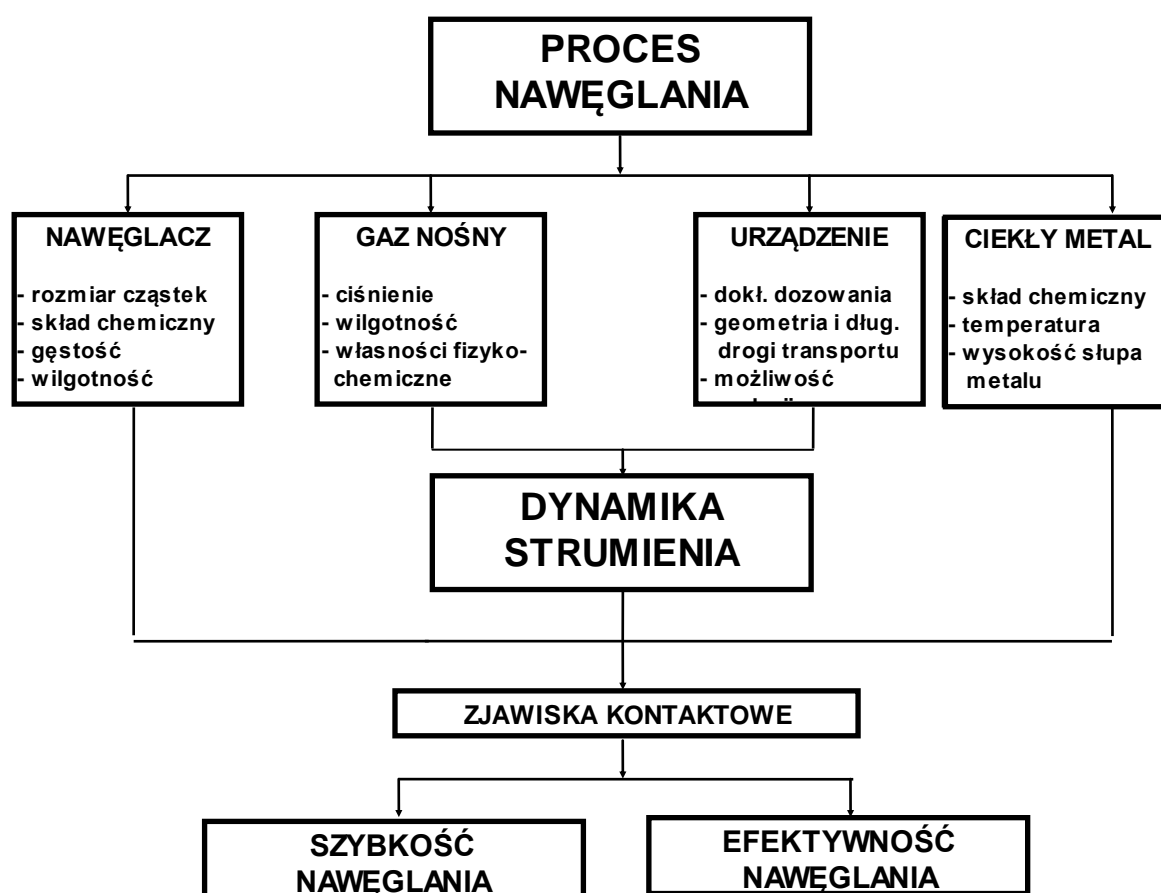 PROCES
NAWĘGLANIA
NAWĘGLACZ
- rozmiar cząstek
- skład chemiczny
- gęstość
- wilgotność
GAZ NOŚNY
- ciśnienie
- wilgotność
- własności fizyko-
chemiczne
URZĄDZENIE
- dokł. dozowania
- geometria i dług.
drogi transportu
- możliwość
CIEKŁY METAL
- skład chemiczny
- temperatura
- wysokość słupa
metalu
DYNAMIKA
STRUMIENIA
ZJAWISKA KONTAKTOWE
SZYBKOŚĆ
NAWĘGLANIA
EFEKTYWNOŚĆ
NAWĘGLANIA